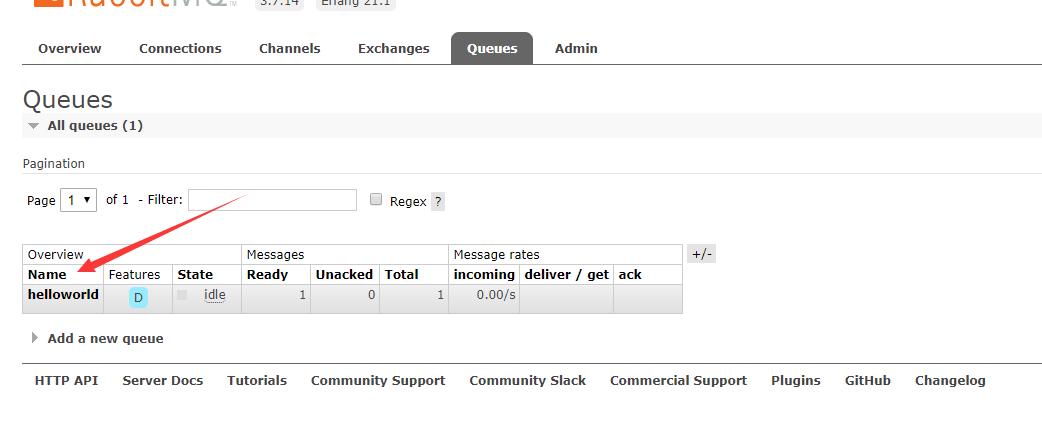 RabbitMQ TM 3.7.14 Erlang 21.1
Overview Connections Channels Exchanges Queues Admin
Queues
All queues (1)
Pagination
Page 1 of 1 - Filter: Regex ?
Overview Messages Message rates +/-
Name Features State Ready Unacked Total incoming deliver / get ack
helloworld D idle 1 0 1 0.00/s
Add a new queue
HTTP API Server Docs Tutorials Community Support Community Slack Commercial Support Plugins GitHub Changelog